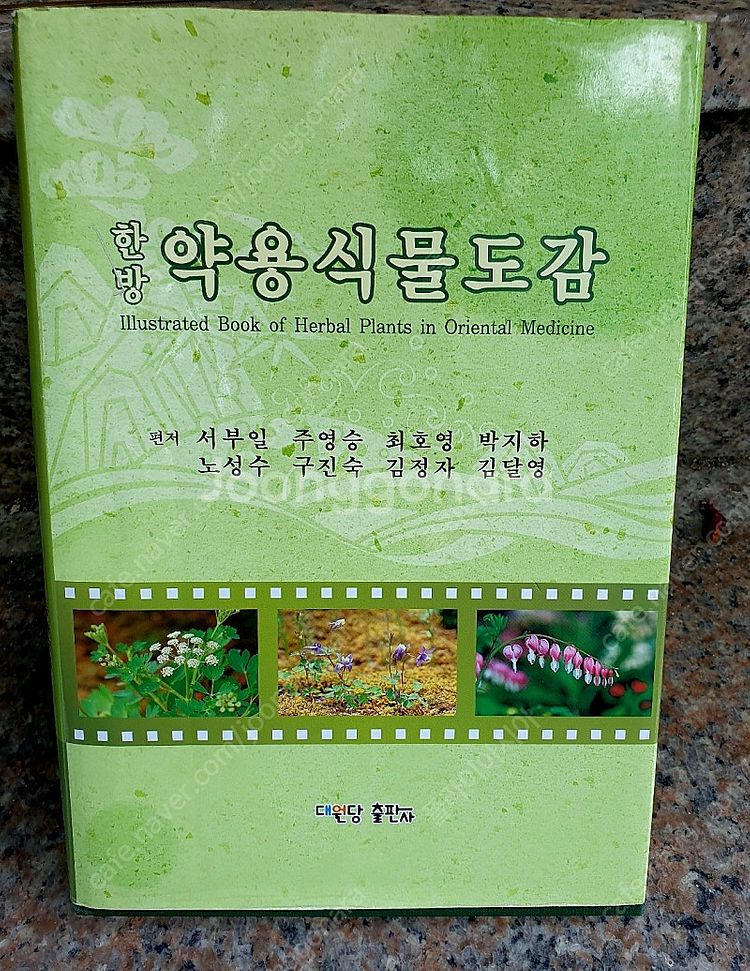 한방 약용식물도감
Illustrated Book of Herbal Plants in Oriental Medicine
편저 서부일 주영승 최호영 박지하
노성수 구진숙 김정자 김달영
Joonggonara
대원당 출판사